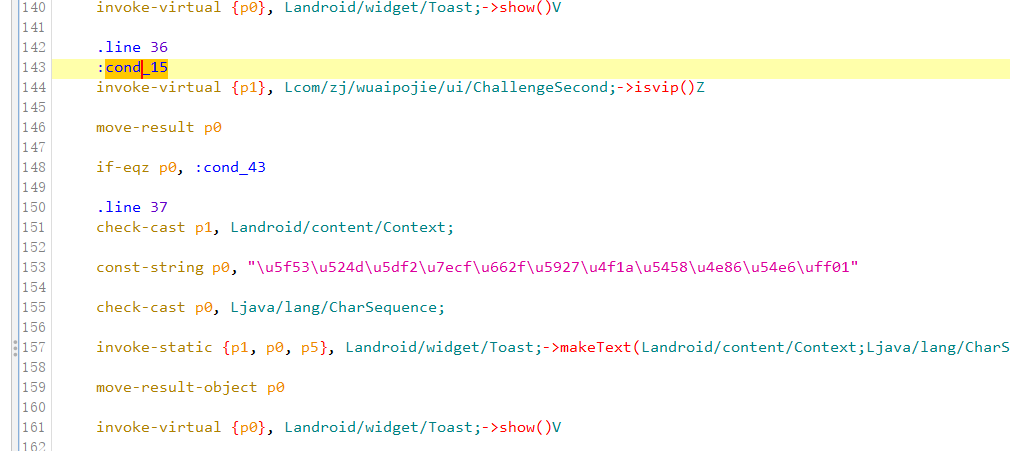 140 invoke-virtual {p0}, Landroid/widget/Toast;->show()V
141
142 .line 36
143 :cond_15
144 invoke-virtual {p1}, Lcom/zj/wuaipojie/ui/ChallengeSecond;->isvip()Z
145
146 move-result p0
147
148 if-eqz p0, :cond_43
149
150 .line 37
151 check-cast p1, Landroid/content/Context;
152
153 const-string p0, "\u5f53\u524d\u5df2\u7ecf\u662f\u5927\u4f1a\u5458\u4e86\u54e6\uff01"
154
155 check-cast p0, Ljava/lang/CharSequence;
156
157 invoke-static {p1, p0, p5}, Landroid/widget/Toast;->makeText(Landroid/content/Context;Ljava/lang/CharS
158
159 move-result-object p0
160
161 invoke-virtual {p0}, Landroid/widget/Toast;->show()V
162